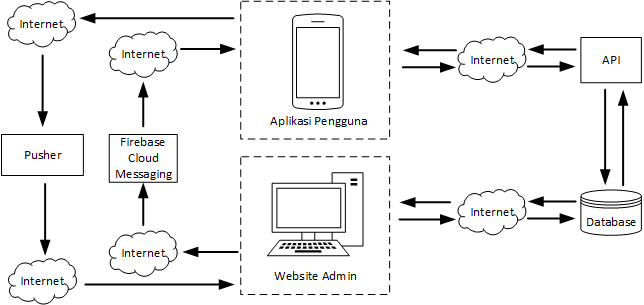 Internet
Internet
Internet
API
Aplikasi Pengguna
Pusher
Firebase
Cloud
Messaging
Internet
Database
Internet
Internet
Website Admin